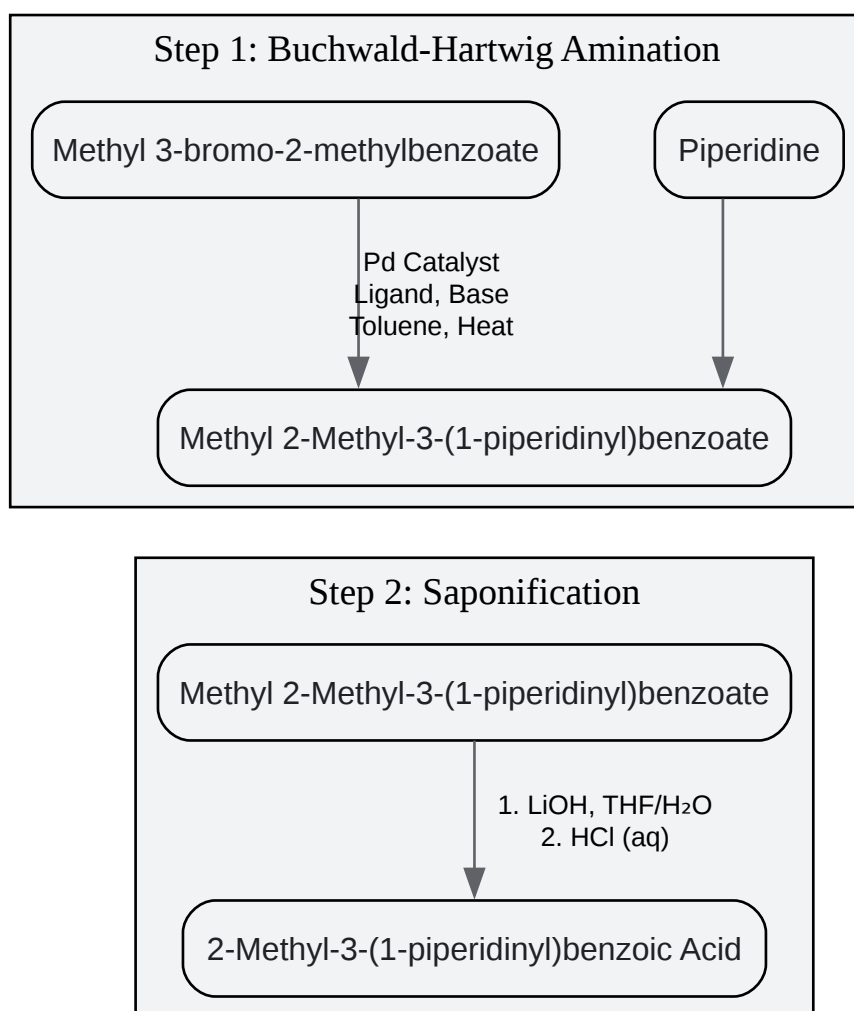 Step 1: Buchwald-Hartwig Amination
Methyl 3-bromo-2-methylbenzoate
Piperidine
Pd Catalyst
Ligand, Base
Toluene, Heat
Methyl 2-Methyl-3-(1-piperidinyl)benzoate
Step 2: Saponification
Methyl 2-Methyl-3-(1-piperidinyl)benzoate
1. LiOH, THF/H₂O
2. HCl (aq)
2-Methyl-3-(1-piperidinyl)benzoic Acid